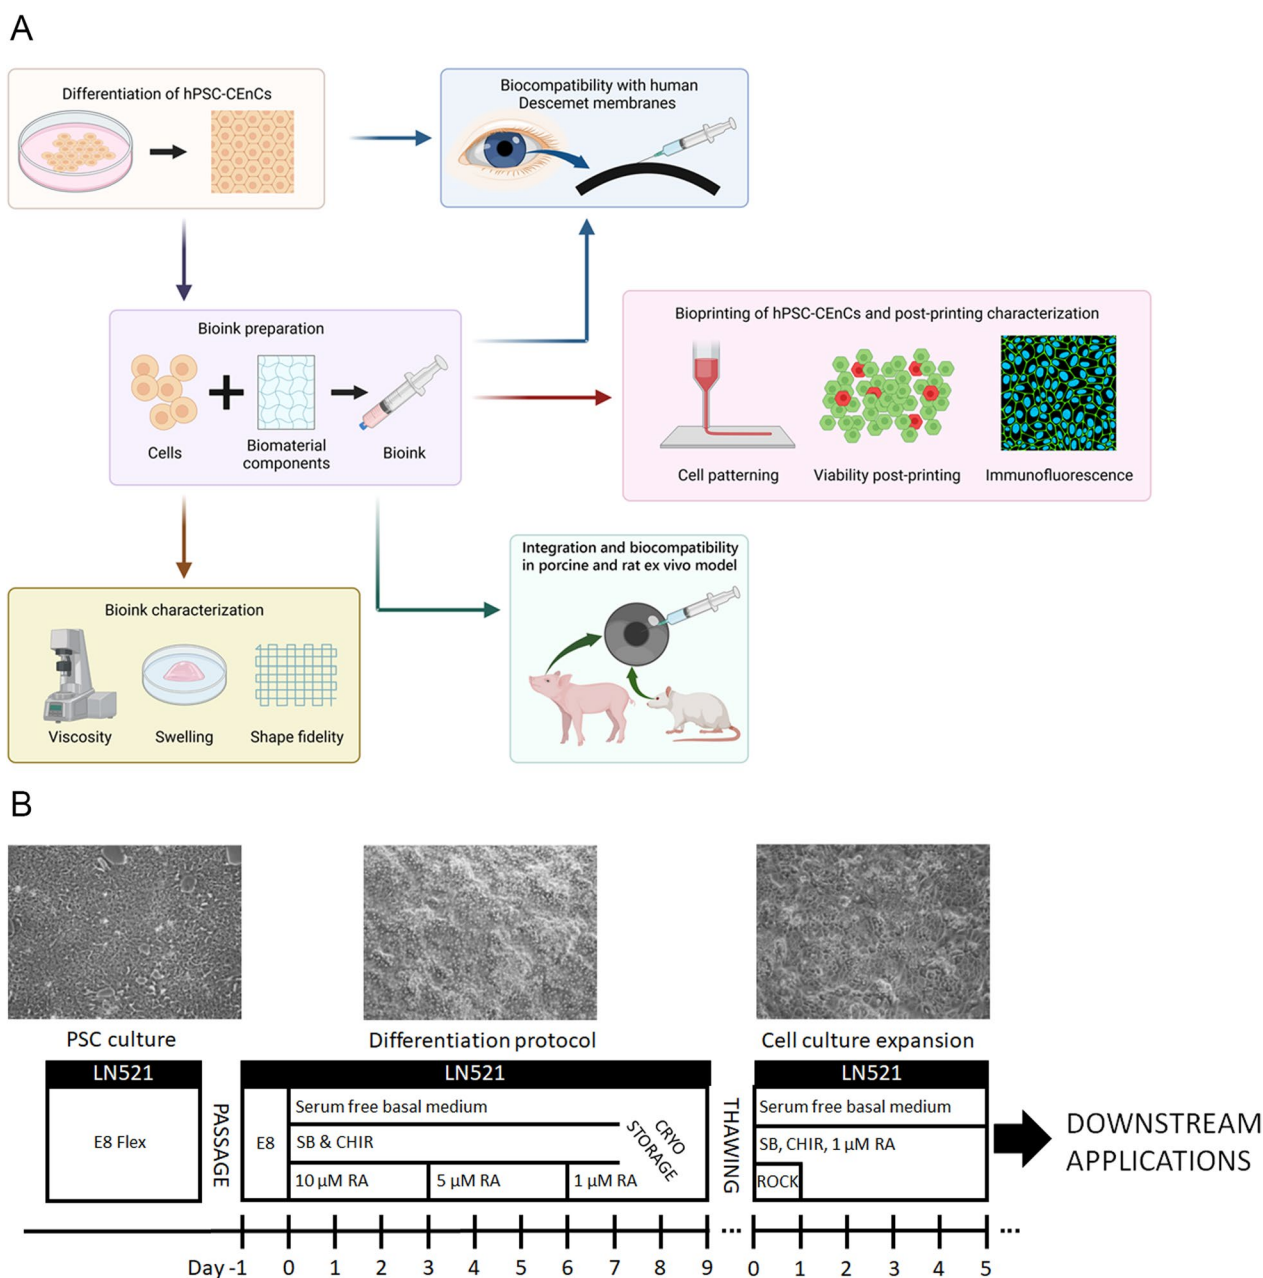 A
Differentiation of hPSC-CEnCs
Biocompatibility with human
Descemet membranes
Bioink preparation
Cells
Biomaterial
components
Bioink
Bioprinting of hPSC-CEnCs and post-printing characterization
Cell patterning
Viability post-printing
Immunofluorescence
Bioink characterization
Viscosity
Swelling
Shape fidelity
Integration and biocompatibility
in porcine and rat ex vivo model
B
PSC culture
Differentiation protocol
Cell culture expansion
LN521
LN521
LN521
E8 Flex
PASSAGE
E8
Serum free basal medium
SB & CHIR
10 µM RA
5 µM RA
1 µM RA
CRYO
STORAGE
THAWING
Serum free basal medium
SB, CHIR, 1 µM RA
ROCK
DOWNSTREAM
APPLICATIONS
Day -1 0 1 2 3 4 5 6 7 8 9 0 1 2 3 4 5